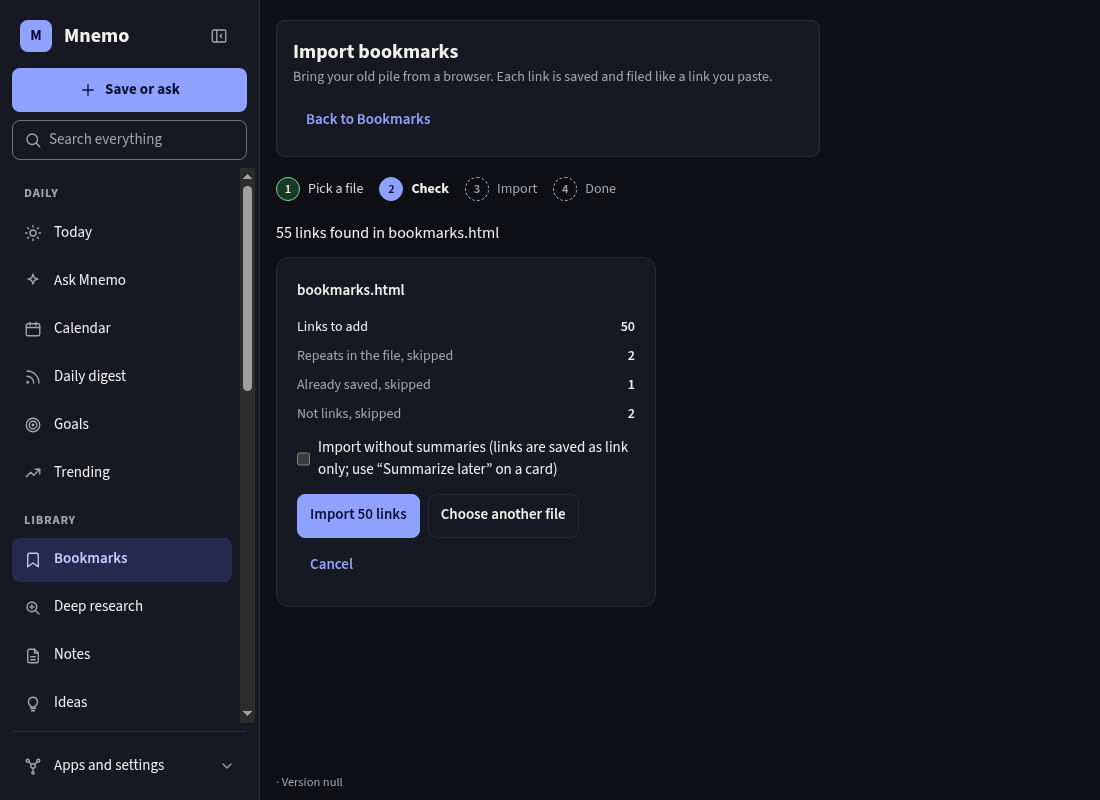 M Mnemo
Save or ask
Search everything
DAILY
Today
Ask Mnemo
Calendar
Daily digest
Goals
Trending
LIBRARY
Bookmarks
Deep research
Notes
Ideas
Apps and settings
Import bookmarks
Bring your old pile from a browser. Each link is saved and filed like a link you paste.
Back to Bookmarks
1 Pick a file 2 Check 3 Import 4 Done
55 links found in bookmarks.html
bookmarks.html
Links to add 50
Repeats in the file, skipped 2
Already saved, skipped 1
Not links, skipped 2
Import without summaries (links are saved as link
only; use “Summarize later” on a card)
Import 50 links Choose another file
Cancel
· Version null